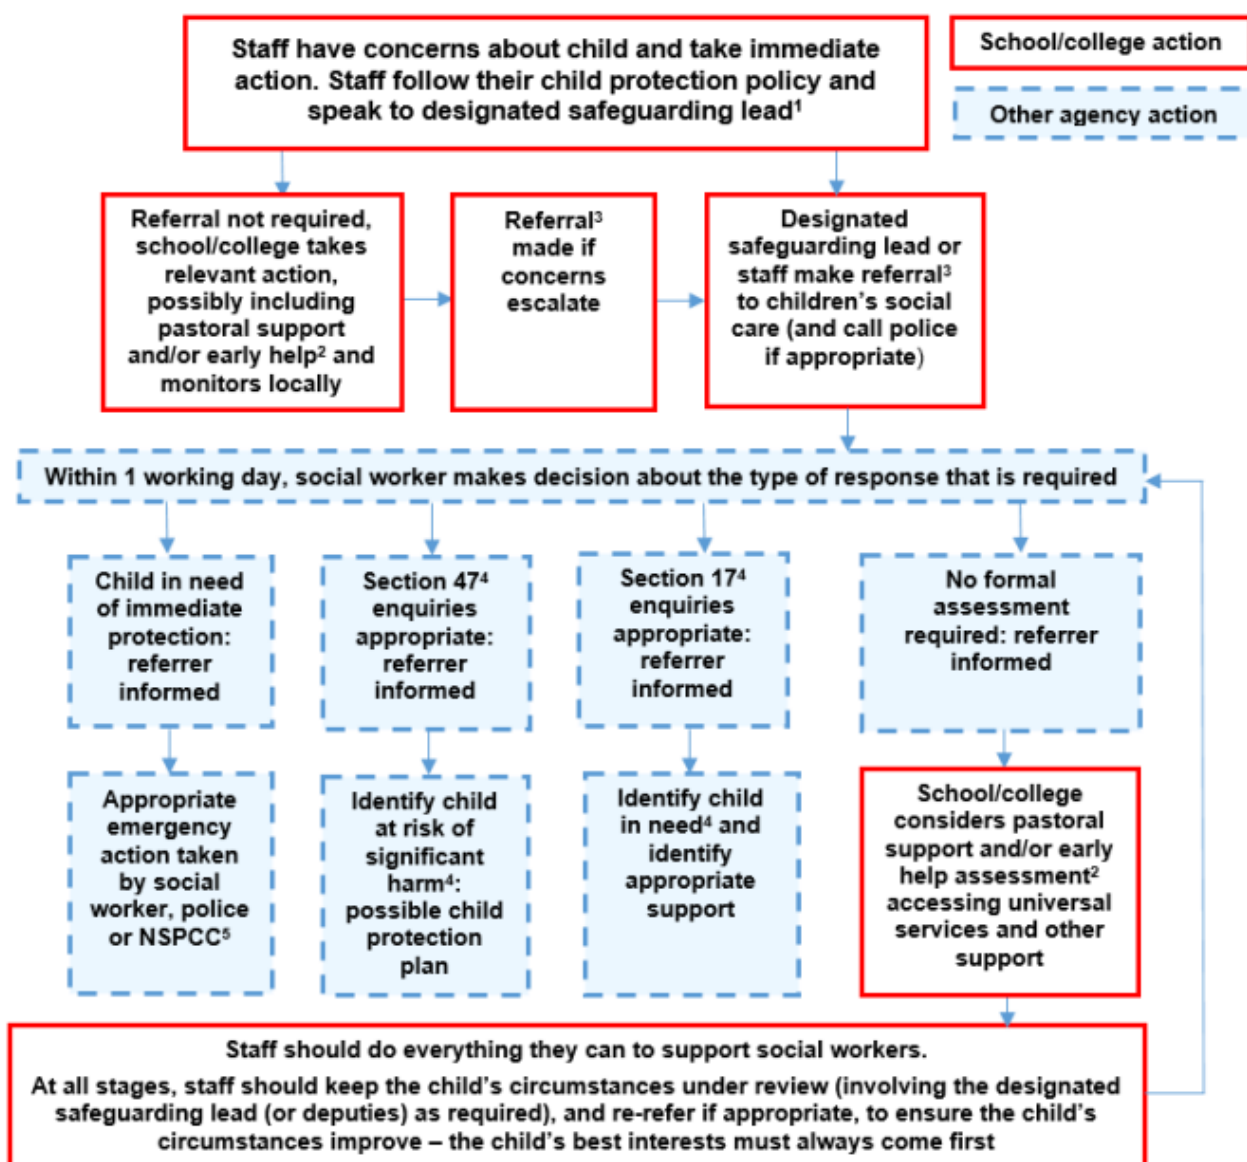 Staff have concerns about child and take immediate
action. Staff follow their child protection policy and
speak to designated safeguarding lead¹
School/college action
Other agency action
Referral not required,
school/college takes
relevant action,
possibly including
pastoral support
and/or early help² and
monitors locally
Referral³
made if
concerns
escalate
Designated
safeguarding lead or
staff make referral³
to children's social
care (and call police
if appropriate)
Within 1 working day, social worker makes decision about the type of response that is required
Child in need
of immediate
protection:
referrer
informed
Section 47⁴
enquiries
appropriate:
referrer
informed
Section 17⁴
enquiries
appropriate:
referrer
informed
No formal
assessment
required: referrer
informed
Appropriate
emergency
action taken
by social
worker, police
or NSPCC⁵
Identify child
at risk of
significant
harm⁴:
possible child
protection
plan
Identify child
in need⁴ and
identify
appropriate
support
School/college
considers pastoral
support and/or early
help assessment²
accessing universal
services and other
support
Staff should do everything they can to support social workers.
At all stages, staff should keep the child's circumstances under review (involving the designated
safeguarding lead (or deputies) as required), and re-refer if appropriate, to ensure the child's
circumstances improve – the child's best interests must always come first